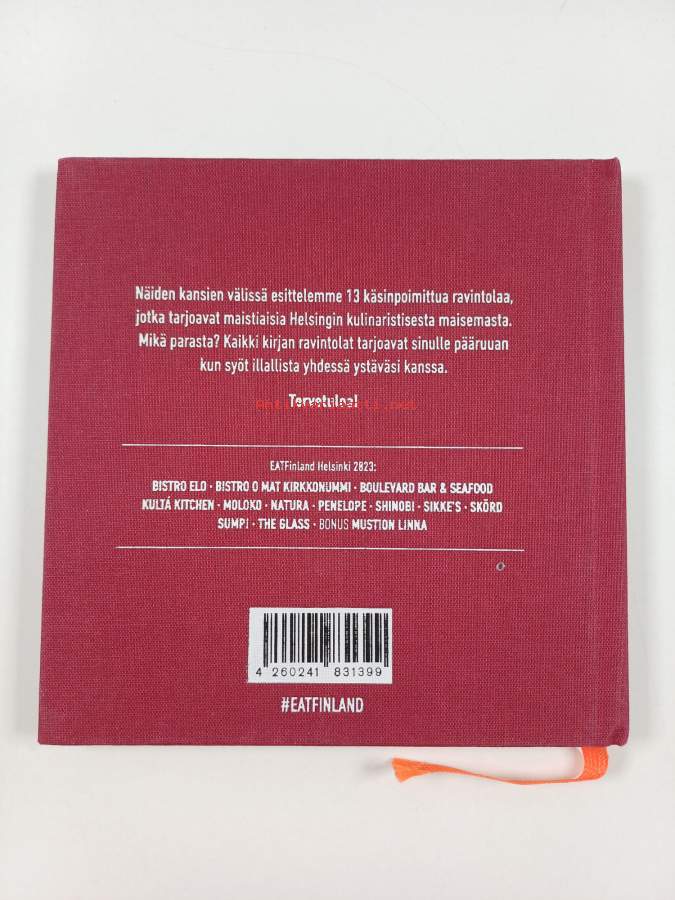 Näiden kansien välissä esittelemme 13 käsinpoimittua ravintolaa,
jotka tarjoavat maistiaisia Helsingin kulinaristisesta maisemasta.
Mikä parasta? Kaikki kirjan ravintolat tarjoavat sinulle pääruuan
kun syöt illallista yhdessä ystäväsi kanssa.
Tervetuloa!
EATFinland Helsinki 2023:
BISTRO ELO · BISTRO O MAT KIRKKONUMMI · BOULEVARD BAR & SEAFOOD
KULTÁ KITCHEN · MOLOKO · NATURA · PENELOPE · SHINOBI · SIKKE'S · SKÖRD
SUMPI · THE GLASS · BONUS MUSTION LINNA
4 260241 831399
#EATFINLAND